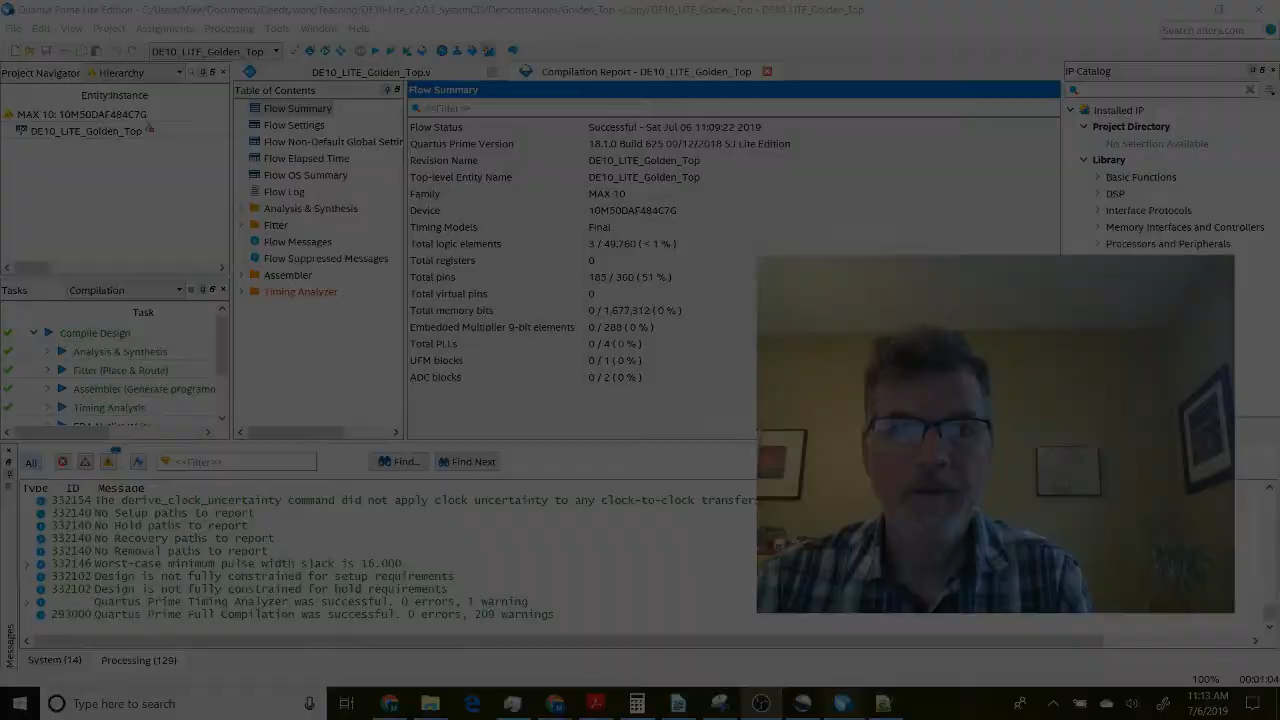 Quartus Prime Lite Edition - C:/Users/Mike/Documents/Leeds/work/Teaching/DE10-Lite_v.2.0.1_SystemCD/Demonstrations/Golden_Top - Copy/DE10_LITE_Golden_Top - DE10_LITE_Golden_Top
File Edit View Project Assignments Processing Tools Window Help
Search altera.com
DE10_LITE_Golden_Top
Project Navigator Hierarchy
DE10_LITE_Golden_Top.v
Compilation Report - DE10_LITE_Golden_Top
IP Catalog
Entity:Instance
MAX 10: 10M50DAF484C7G
DE10_LITE_Golden_Top
Table of Contents
Flow Summary
Flow Settings
Flow Non-Default Global Settin
Flow Elapsed Time
Flow OS Summary
Flow Log
Analysis & Synthesis
Fitter
Flow Messages
Flow Suppressed Messages
Assembler
Timing Analyzer
Flow Summary
<<Filter>>
Flow Status Successful - Sat Jul 06 11:09:22 2019
Quartus Prime Version 18.1.0 Build 625 09/12/2018 SJ Lite Edition
Revision Name DE10_LITE_Golden_Top
Top-level Entity Name DE10_LITE_Golden_Top
Family MAX 10
Device 10M50DAF484C7G
Timing Models Final
Total logic elements 3 / 49,760 ( < 1 % )
Total registers 0
Total pins 185 / 360 ( 51 % )
Total virtual pins 0
Total memory bits 0 / 1,677,312 ( 0 % )
Embedded Multiplier 9-bit elements 0 / 288 ( 0 % )
Total PLLs 0 / 4 ( 0 % )
UFM blocks 0 / 1 ( 0 % )
ADC blocks 0 / 2 ( 0 % )
Installed IP
Project Directory
No Selection Available
Library
Basic Functions
DSP
Interface Protocols
Memory Interfaces and Controllers
Processors and Peripherals
Tasks Compilation
Task
Compile Design
Analysis & Synthesis
Fitter (Place & Route)
Assembler (Generate programn
Timing Analysis
All <<Filter>> Find... Find Next
Type ID Message
332154 The derive_clock_uncertainty command did not apply clock uncertainty to any clock-to-clock transfers
332140 No Setup paths to report
332140 No Hold paths to report
332140 No Recovery paths to report
332140 No Removal paths to report
332146 Worst-case minimum pulse width slack is 16.000
332102 Design is not fully constrained for setup requirements
332102 Design is not fully constrained for hold requirements
Quartus Prime Timing Analyzer was successful. 0 errors, 1 warning
293000 Quartus Prime Full Compilation was successful. 0 errors, 209 warnings
Messages
System (14) Processing (129)
100% 00:01:04
Type here to search
11:13 AM
7/6/2019